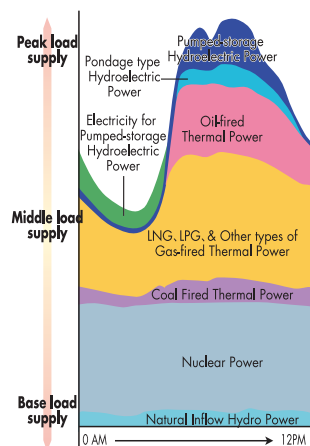 Peak load
supply
Pumped-storage
Hydroelectric Power
Pondage type
Hydroelectric
Power
Oil-fired
Thermal Power
Electricity for
Pumped-storage
Hydroelectric
Power
Middle load
supply
LNG, LPG, & Other types of
Gas-fired Thermal Power
Coal Fired Thermal Power
Nuclear Power
Base load
supply
Natural Inflow Hydro Power
0 AM
12PM